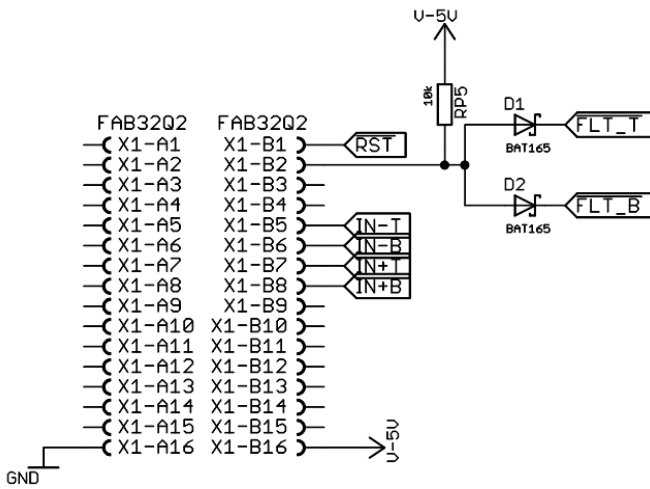 V-5V
10k
RP5
D1
BAT165
FLT_T
D2
BAT165
FLT_B
FAB32Q2 FAB32Q2
X1-A1 X1-B1 RST
X1-A2 X1-B2
X1-A3 X1-B3
X1-A4 X1-B4
X1-A5 X1-B5 IN-T
X1-A6 X1-B6 IN-B
X1-A7 X1-B7 IN+T
X1-A8 X1-B8 IN+B
X1-A9 X1-B9
X1-A10 X1-B10
X1-A11 X1-B11
X1-A12 X1-B12
X1-A13 X1-B13
X1-A14 X1-B14
X1-A15 X1-B15
X1-A16 X1-B16 V-5V
GND